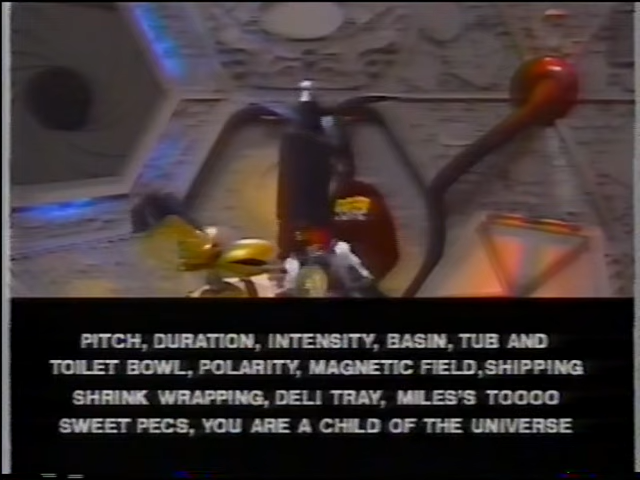 PITCH, DURATION, INTENSITY, BASIN, TUB AND
TOILET BOWL, POLARITY, MAGNETIC FIELD,SHIPPING
SHRINK WRAPPING, DELI TRAY, MILES'S TOOOO
SWEET PECS, YOU ARE A CHILD OF THE UNIVERSE